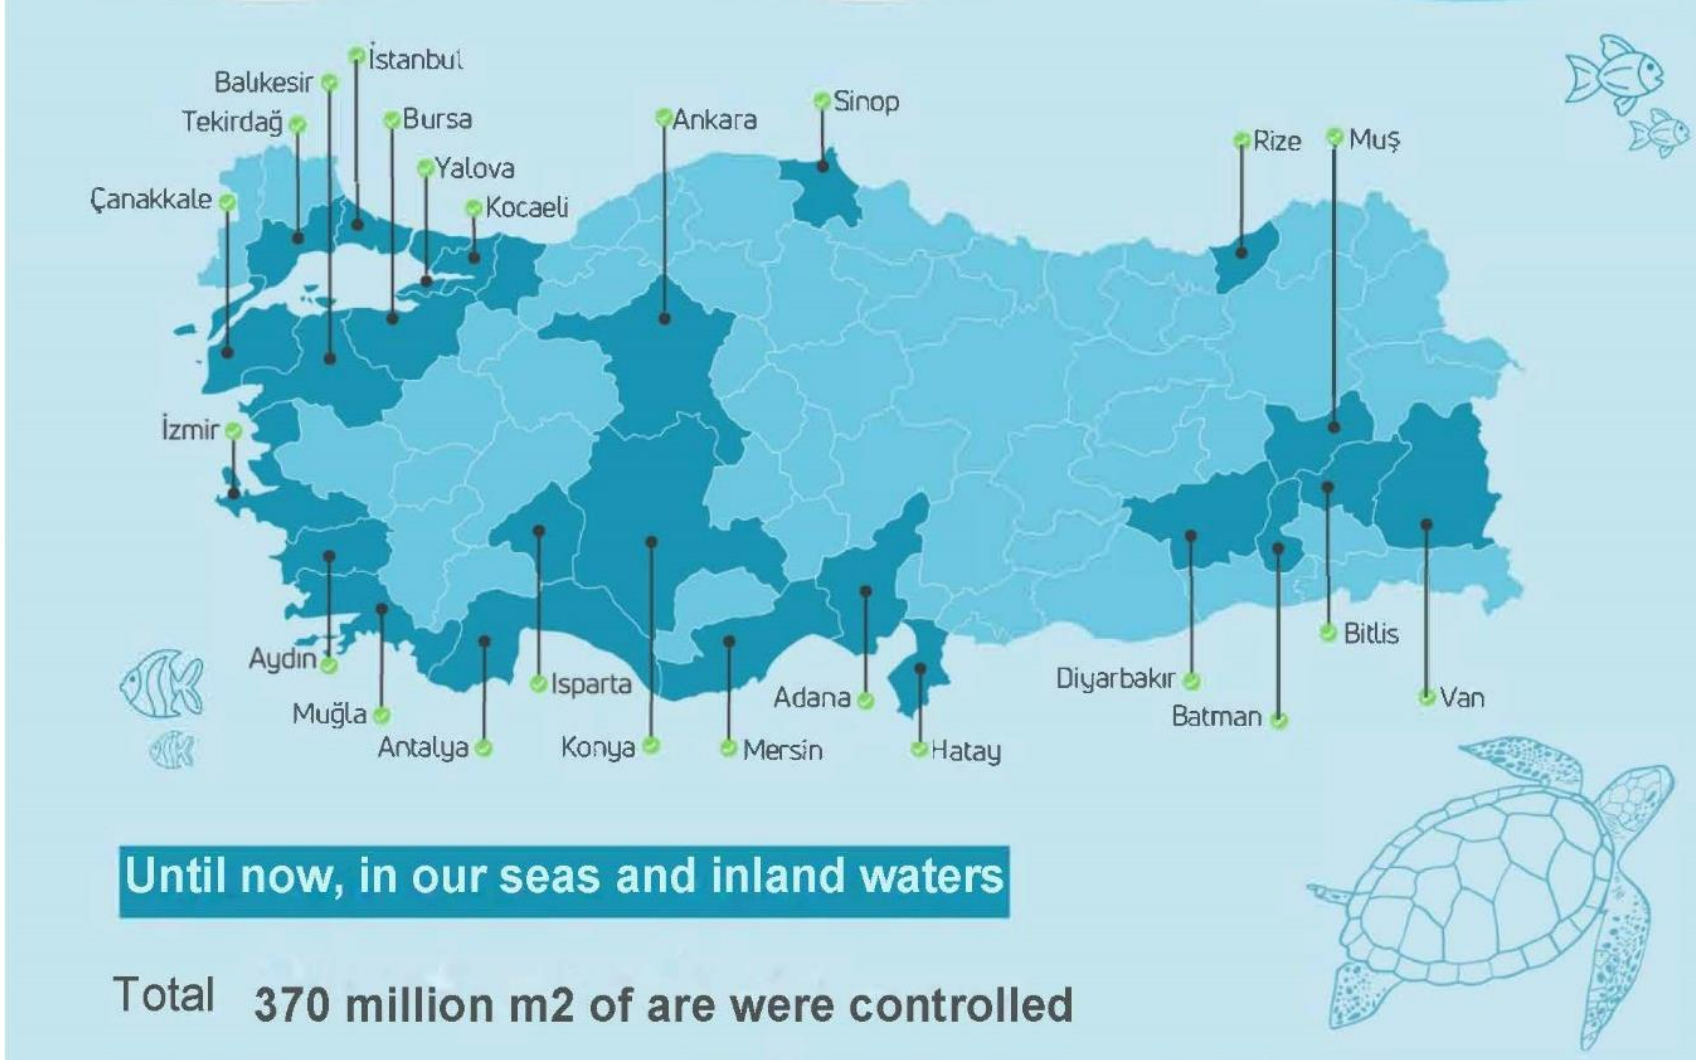 İstanbul
Balıkesir
Tekirdağ
Bursa
Ankara
Sinop
Rize
Muş
Yalova
Çanakkale
Kocaeli
İzmir
Aydın
Muğla
Antalya
Isparta
Konya
Mersin
Adana
Hatay
Diyarbakır
Batman
Bitlis
Van
Until now, in our seas and inland waters
Total 370 million m2 of are were controlled